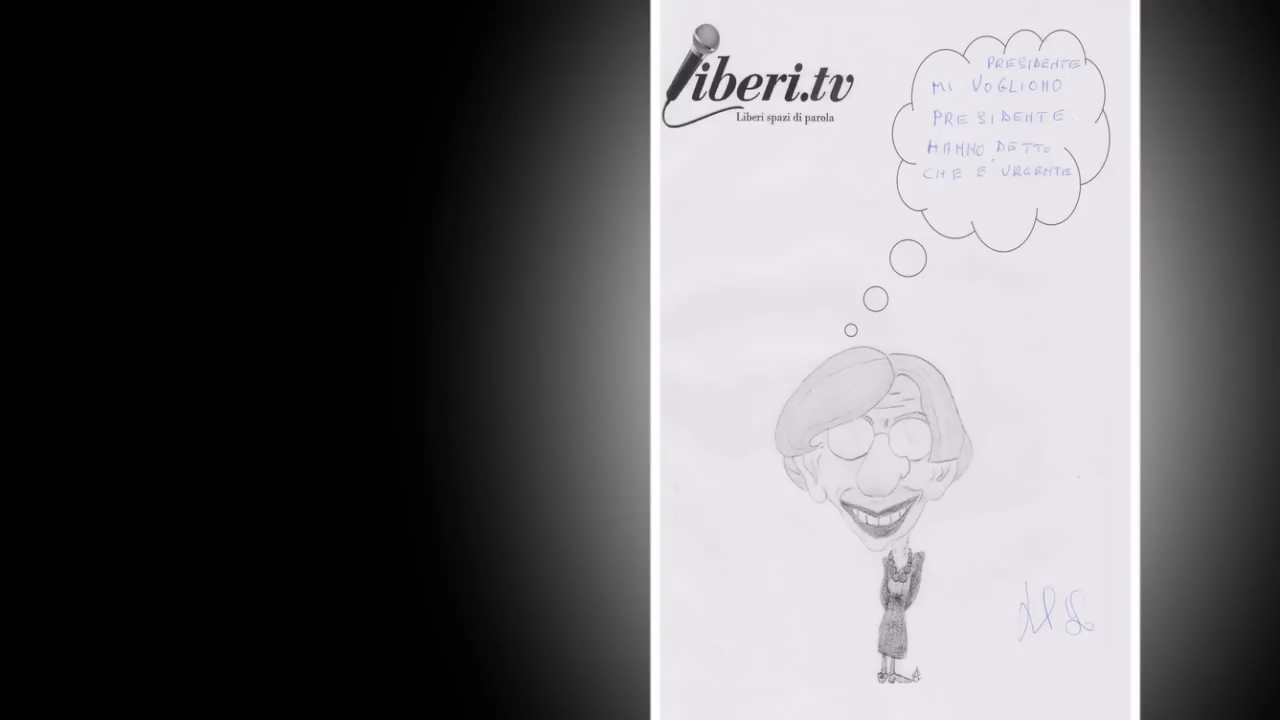 liberi.tv
Liberi spazi di parola
PRESIDENTE
MI VOGLIONO
PRESIDENTE
HANNO DETTO
CHE E' URGENTE